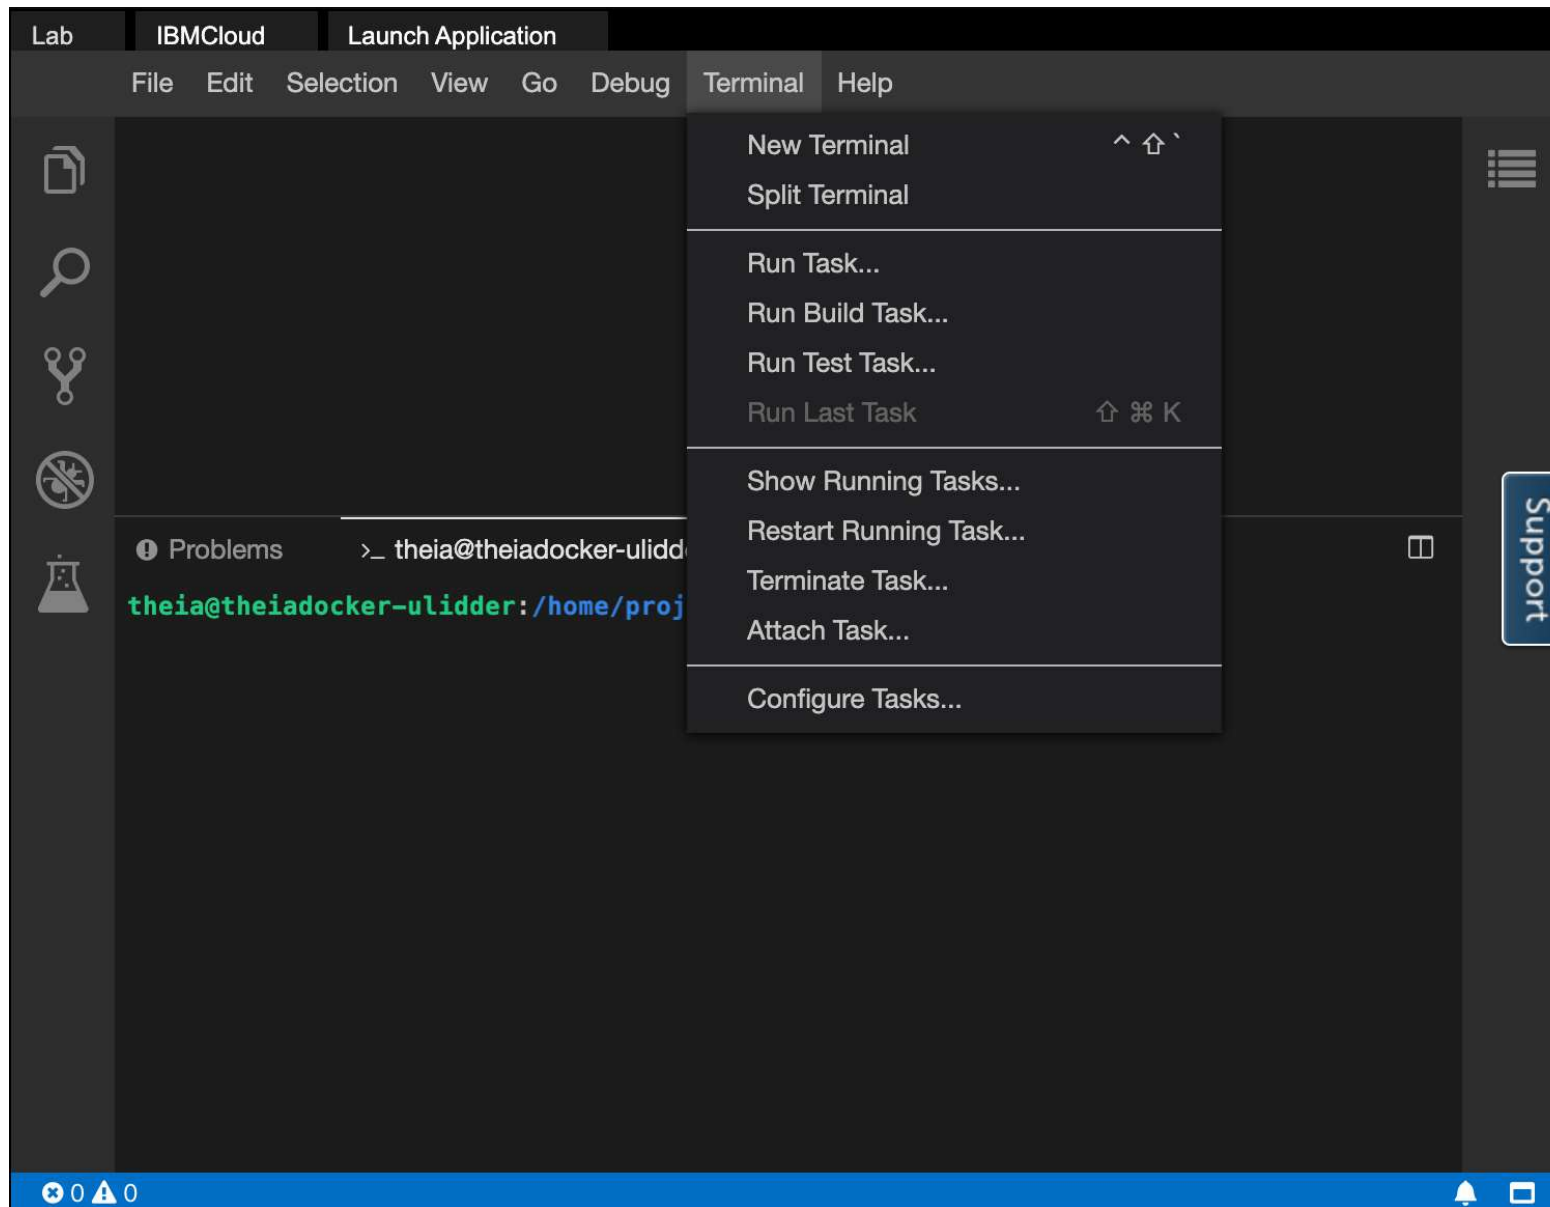 Lab IBMCloud Launch Application
File Edit Selection View Go Debug Terminal Help
New Terminal ^ ⇧ `
Split Terminal
Run Task...
Run Build Task...
Run Test Task...
Run Last Task ⇧ ⌘ K
Show Running Tasks...
Restart Running Task...
Terminate Task...
Attach Task...
Configure Tasks...
Problems >_ theia@theiadocker-ulidd
theia@theiadocker-ulidder:/home/proj
Support
0 0